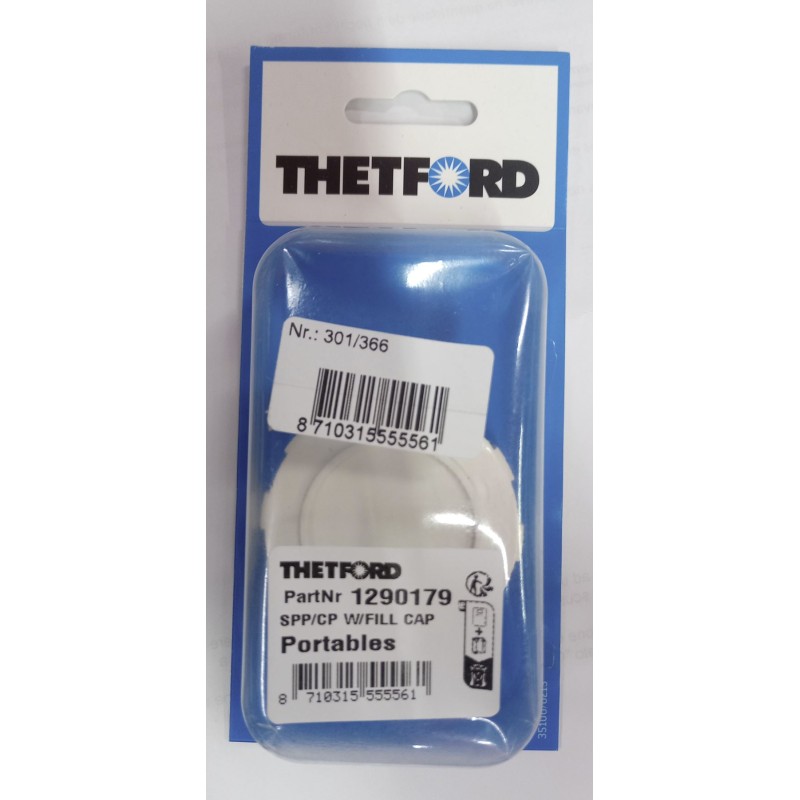 THETFORD
Nr.: 301/366
8 710315 555561
THETFORD
PartNr 1290179
SPP/CP W/FILL CAP
Portables
8 710315 555561